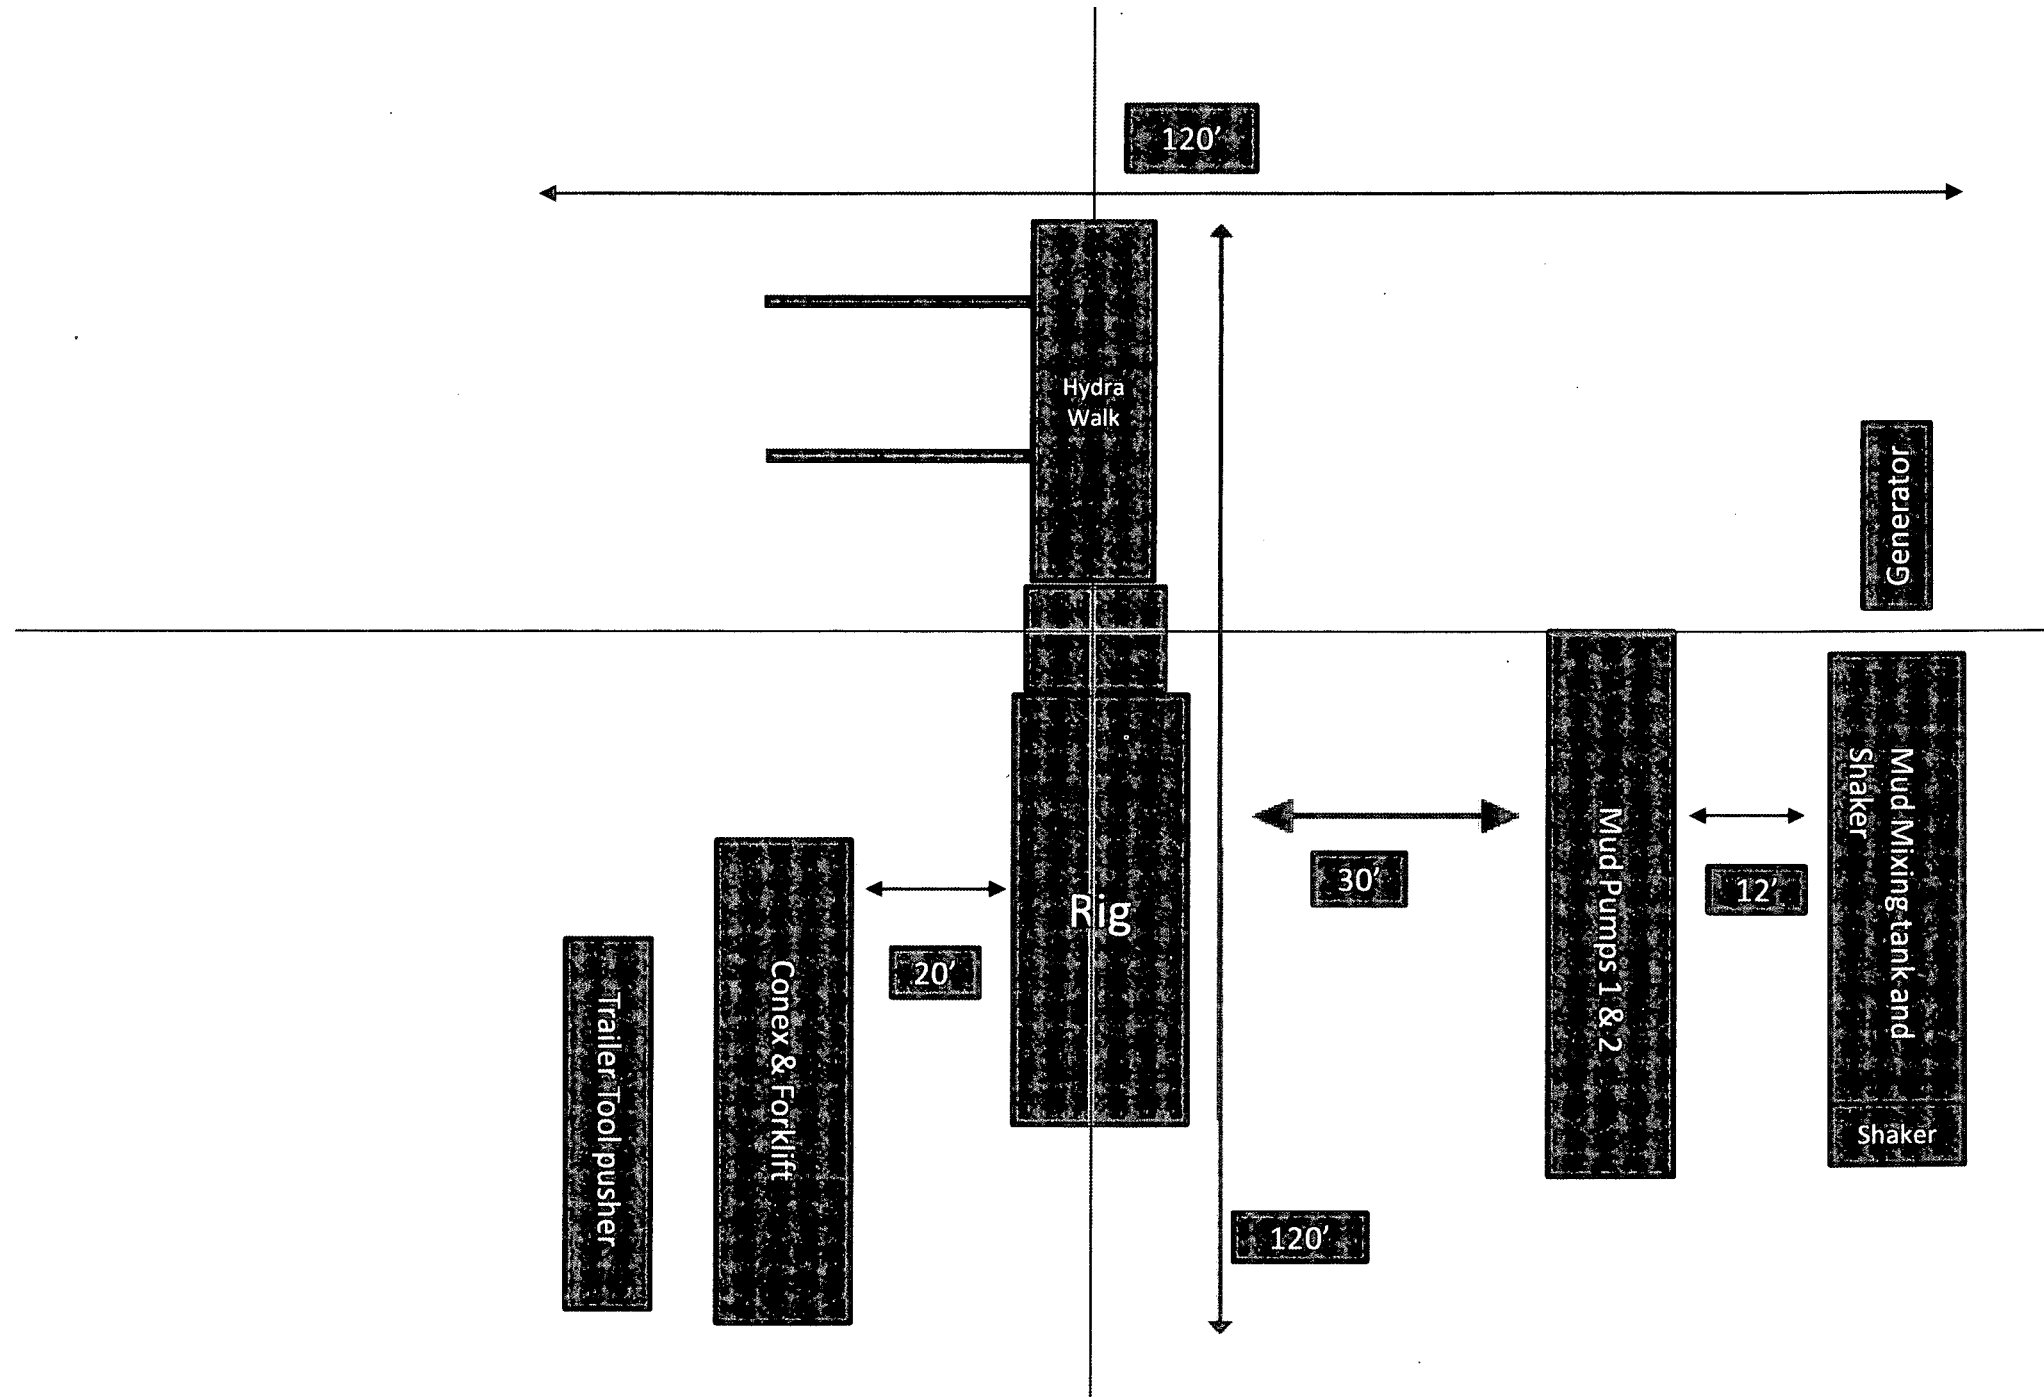 120’
Hydra
Walk
Generator
Mud Mixing tank and
Shaker
Mud Pumps 1 & 2
30’
12’
Rig
20’
Conex & Forklift
Trailer Tool pusher
Shaker
120’